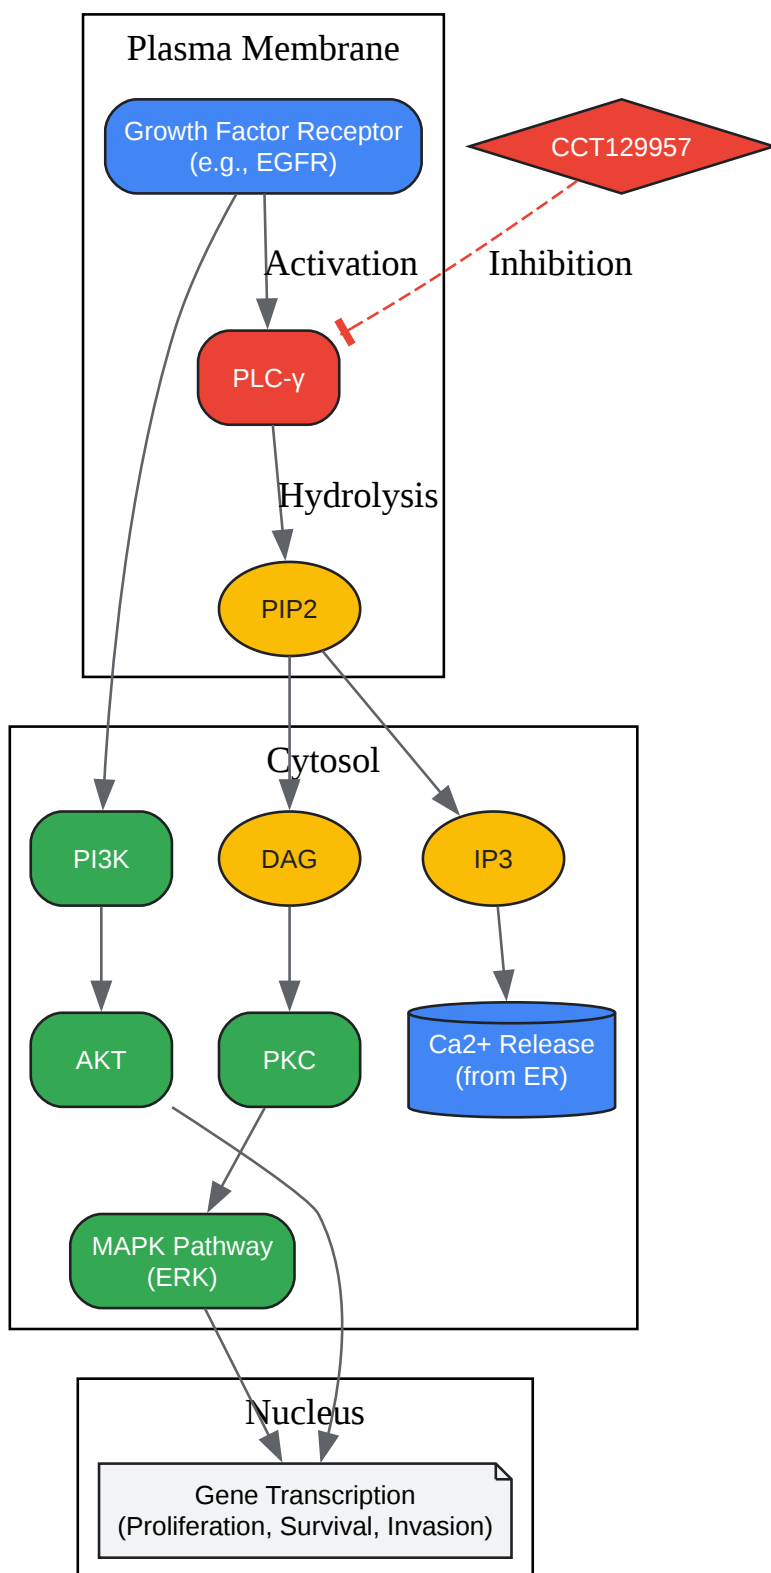 Plasma Membrane
Growth Factor Receptor
(e.g., EGFR)
CCT129957
Activation
Inhibition
PLC-γ
Hydrolysis
PIP2
Cytosol
PI3K
DAG
IP3
AKT
PKC
Ca2+ Release
(from ER)
MAPK Pathway
(ERK)
Nucleus
Gene Transcription
(Proliferation, Survival, Invasion)